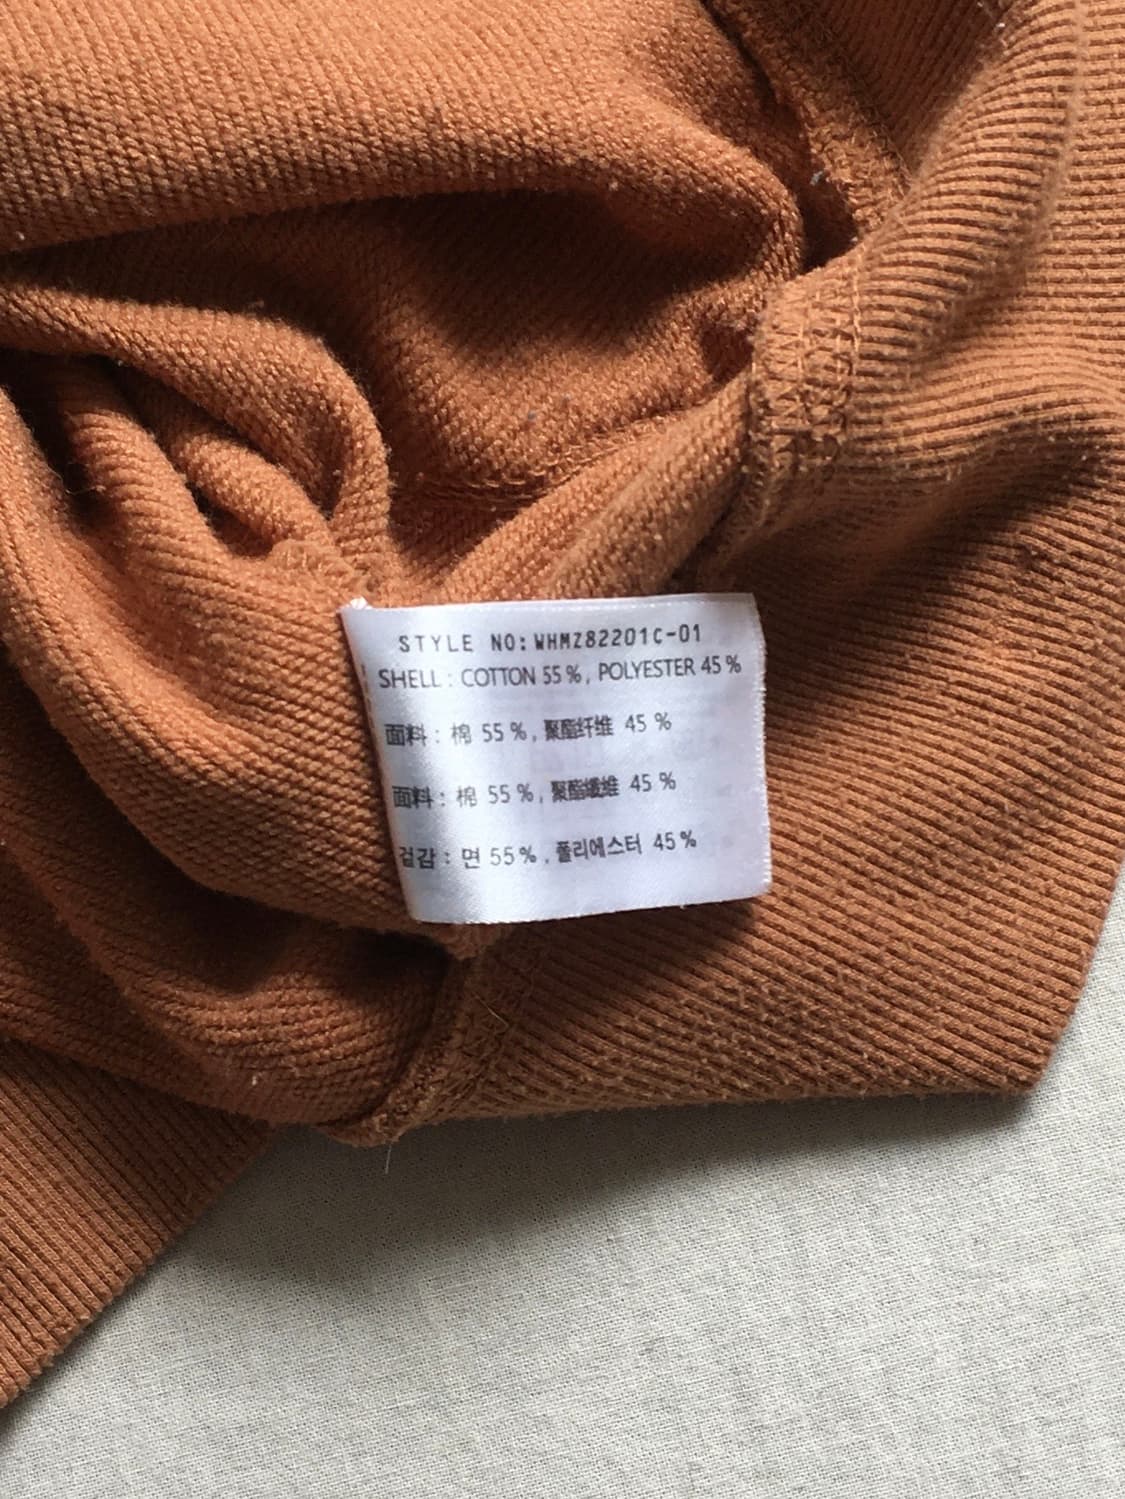 STYLE NO: WHMZ82201C-01
SHELL : COTTON 55 %, POLYESTER 45 %
面料 : 棉 55 %, 聚酯纤维 45 %
面料 : 棉 55 %, 聚酯纖維 45 %
겉감 : 면 55 %, 폴리에스터 45 %